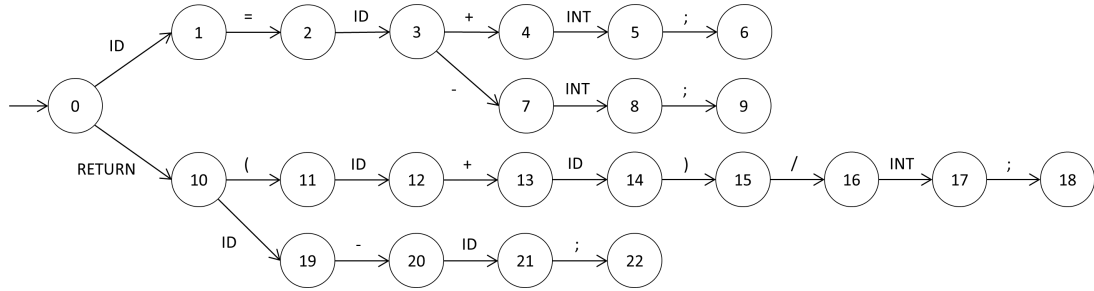 ID = ID + INT ;
1 2 3 4 5 6
- INT ;
0 7 8 9
RETURN ( ID + ID ) / INT ;
10 11 12 13 14 15 16 17 18
ID - ID ;
19 20 21 22